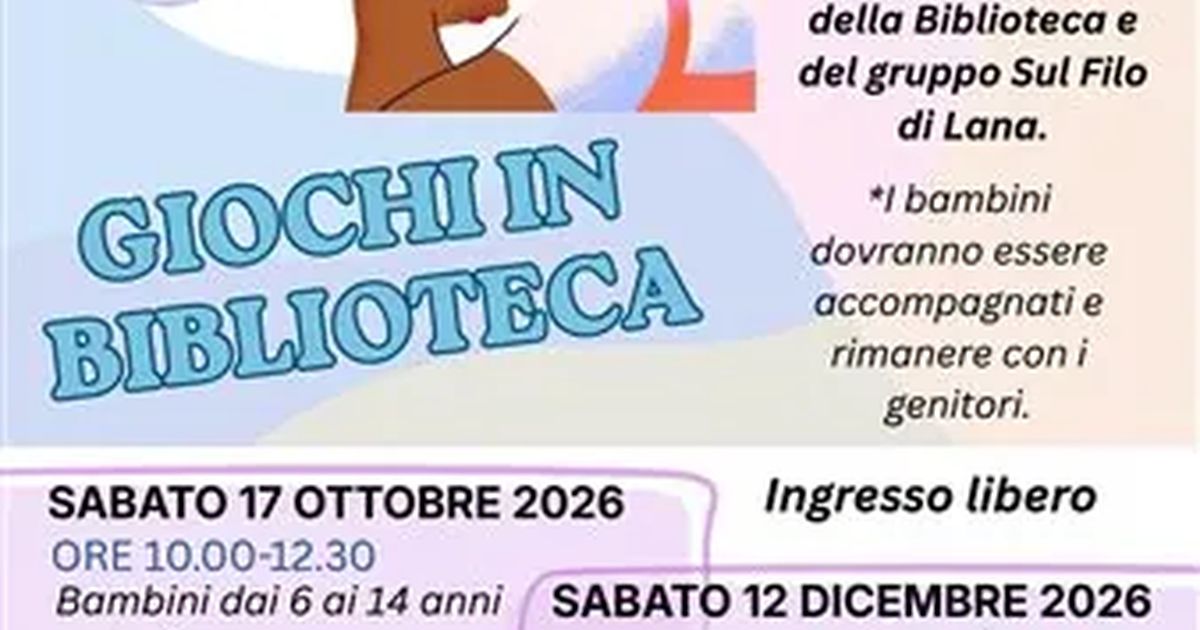 della Biblioteca e
del gruppo Sul Filo
di Lana.
*I bambini
dovranno essere
accompagnati e
rimanere con i
genitori.
GIOCHI IN
BIBLIOTECA
SABATO 17 OTTOBRE 2026
ORE 10.00-12.30
Bambini dai 6 ai 14 anni
Ingresso libero
SABATO 12 DICEMBRE 2026